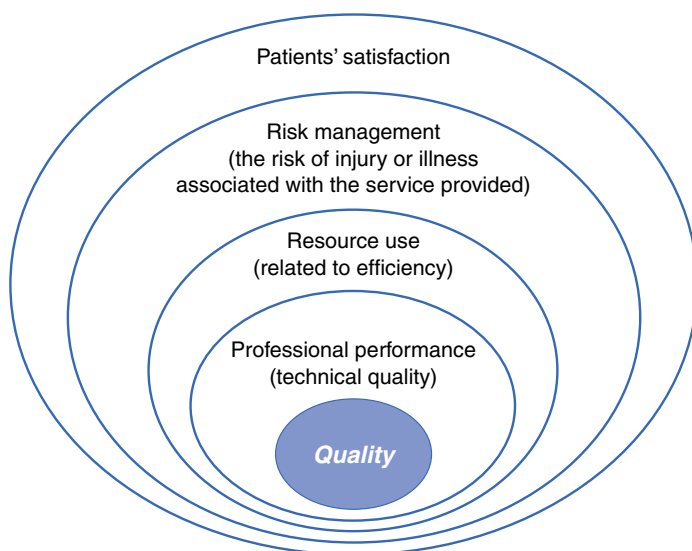 Patients’ satisfaction
Risk management
(the risk of injury or illness
associated with the service provided)
Resource use
(related to efficiency)
Professional performance
(technical quality)
Quality